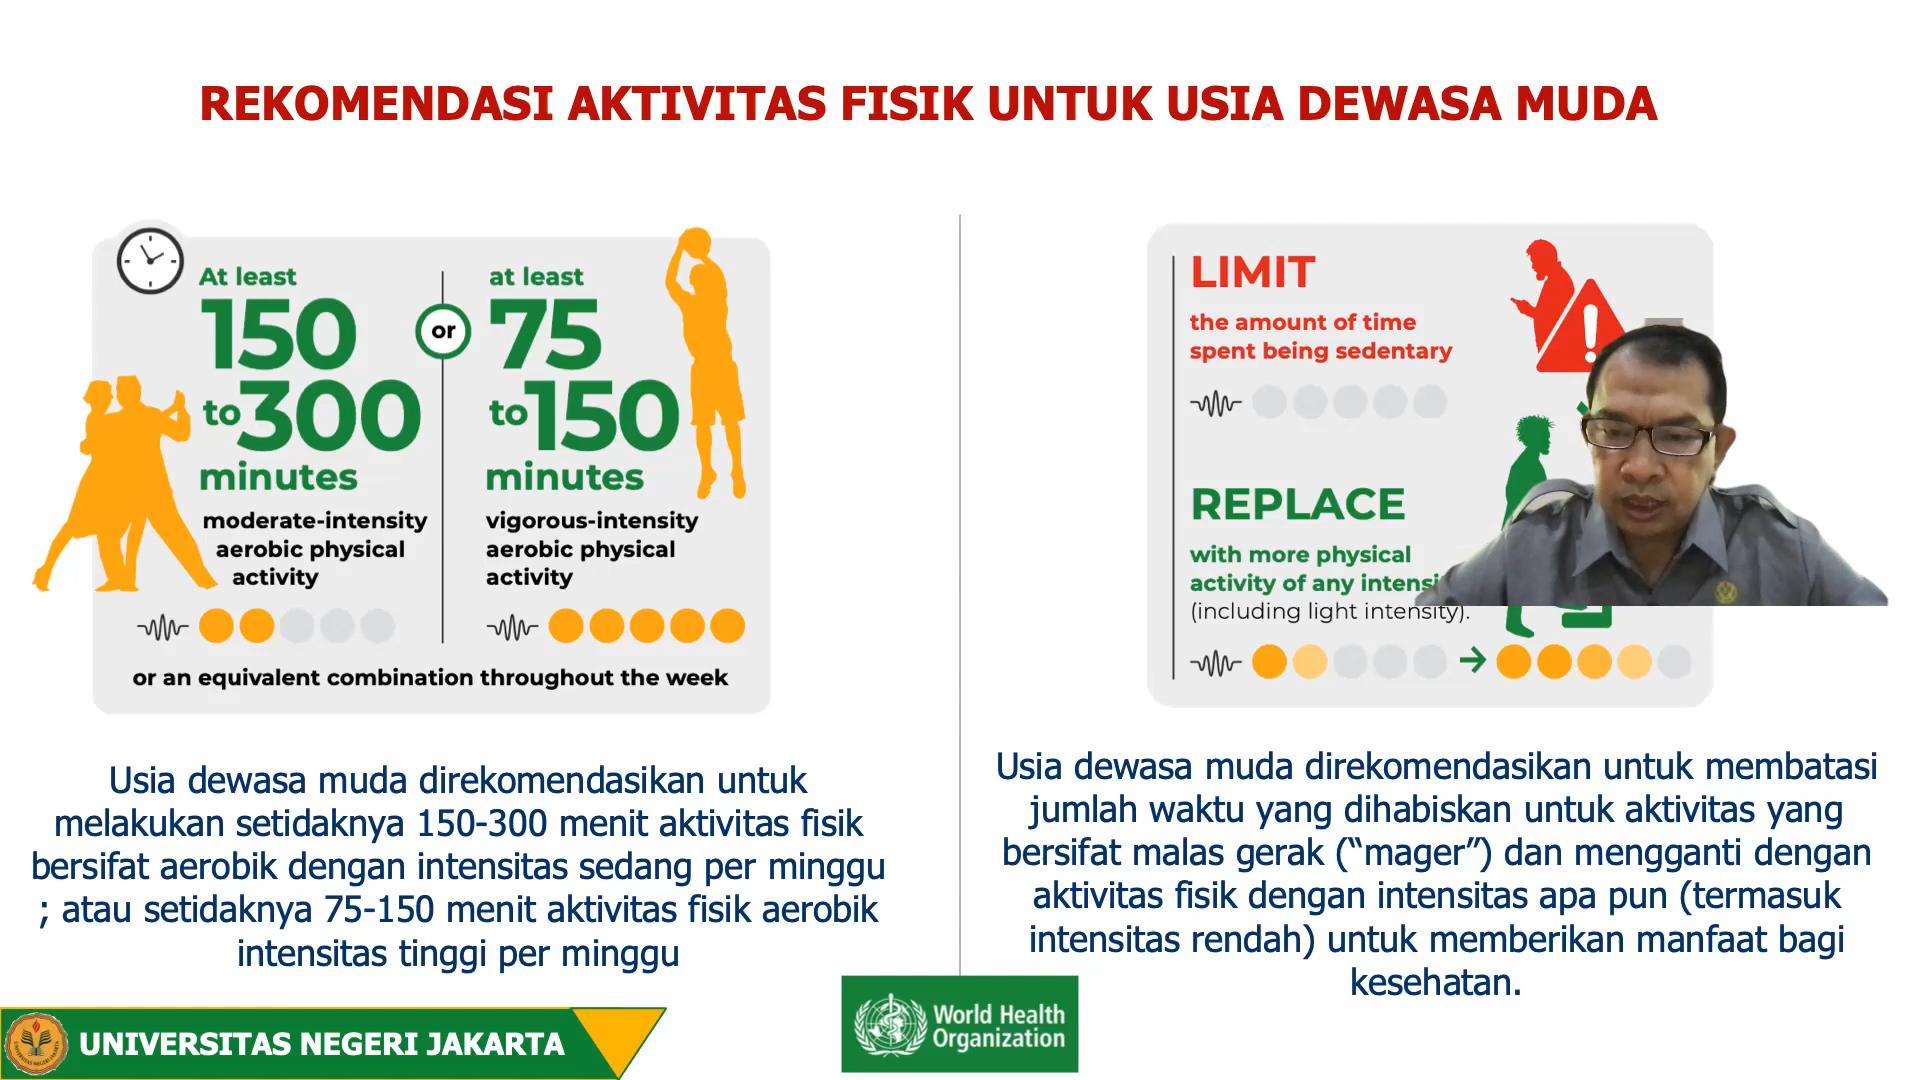 REKOMENDASI AKTIVITAS FISIK UNTUK USIA DEWASA MUDA
At least
150
to 300
minutes
moderate-intensity
aerobic physical
activity
or
at least
75
to 150
minutes
vigorous-intensity
aerobic physical
activity
or an equivalent combination throughout the week
Usia dewasa muda direkomendasikan untuk
melakukan setidaknya 150-300 menit aktivitas fisik
bersifat aerobik dengan intensitas sedang per minggu
; atau setidaknya 75-150 menit aktivitas fisik aerobik
intensitas tinggi per minggu
LIMIT
the amount of time
spent being sedentary
REPLACE
with more physical
activity of any
(including light intensity).
Usia dewasa muda direkomendasikan untuk membatasi
jumlah waktu yang dihabiskan untuk aktivitas yang
bersifat malas gerak (“mager”) dan mengganti dengan
aktivitas fisik dengan intensitas apa pun (termasuk
intensitas rendah) untuk memberikan manfaat bagi
kesehatan.
UNIVERSITAS NEGERI JAKARTA
World Health
Organization